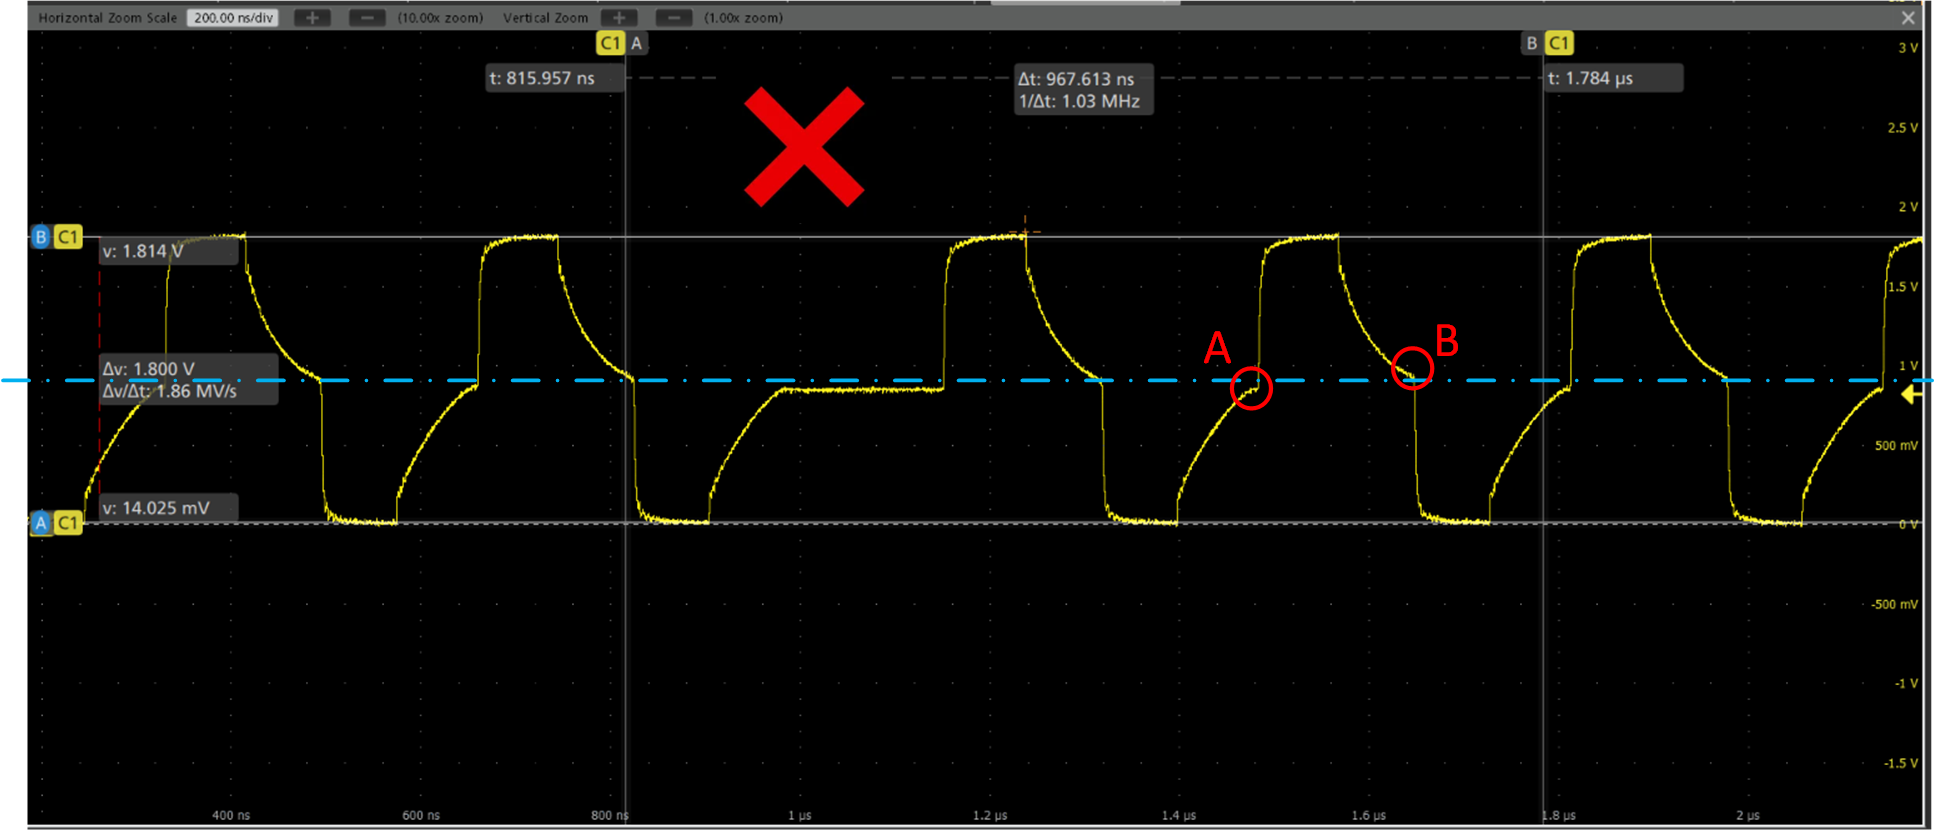 Horizontal Zoom Scale 200.00 ns/div + − (10.00x zoom) Vertical Zoom + − (1.00x zoom)
C1 A
B C1
3 V
t: 815.957 ns
Δt: 967.613 ns
1/Δt: 1.03 MHz
t: 1.784 µs
2.5 V
2 V
B C1
v: 1.814 V
1.5 V
A
B
1 V
Δv: 1.800 V
Δv/Δt: 1.86 MV/s
500 mV
v: 14.025 mV
A C1
0 V
-500 mV
-1 V
-1.5 V
400 ns 600 ns 800 ns 1 µs 1.2 µs 1.4 µs 1.6 µs 1.8 µs 2 µs